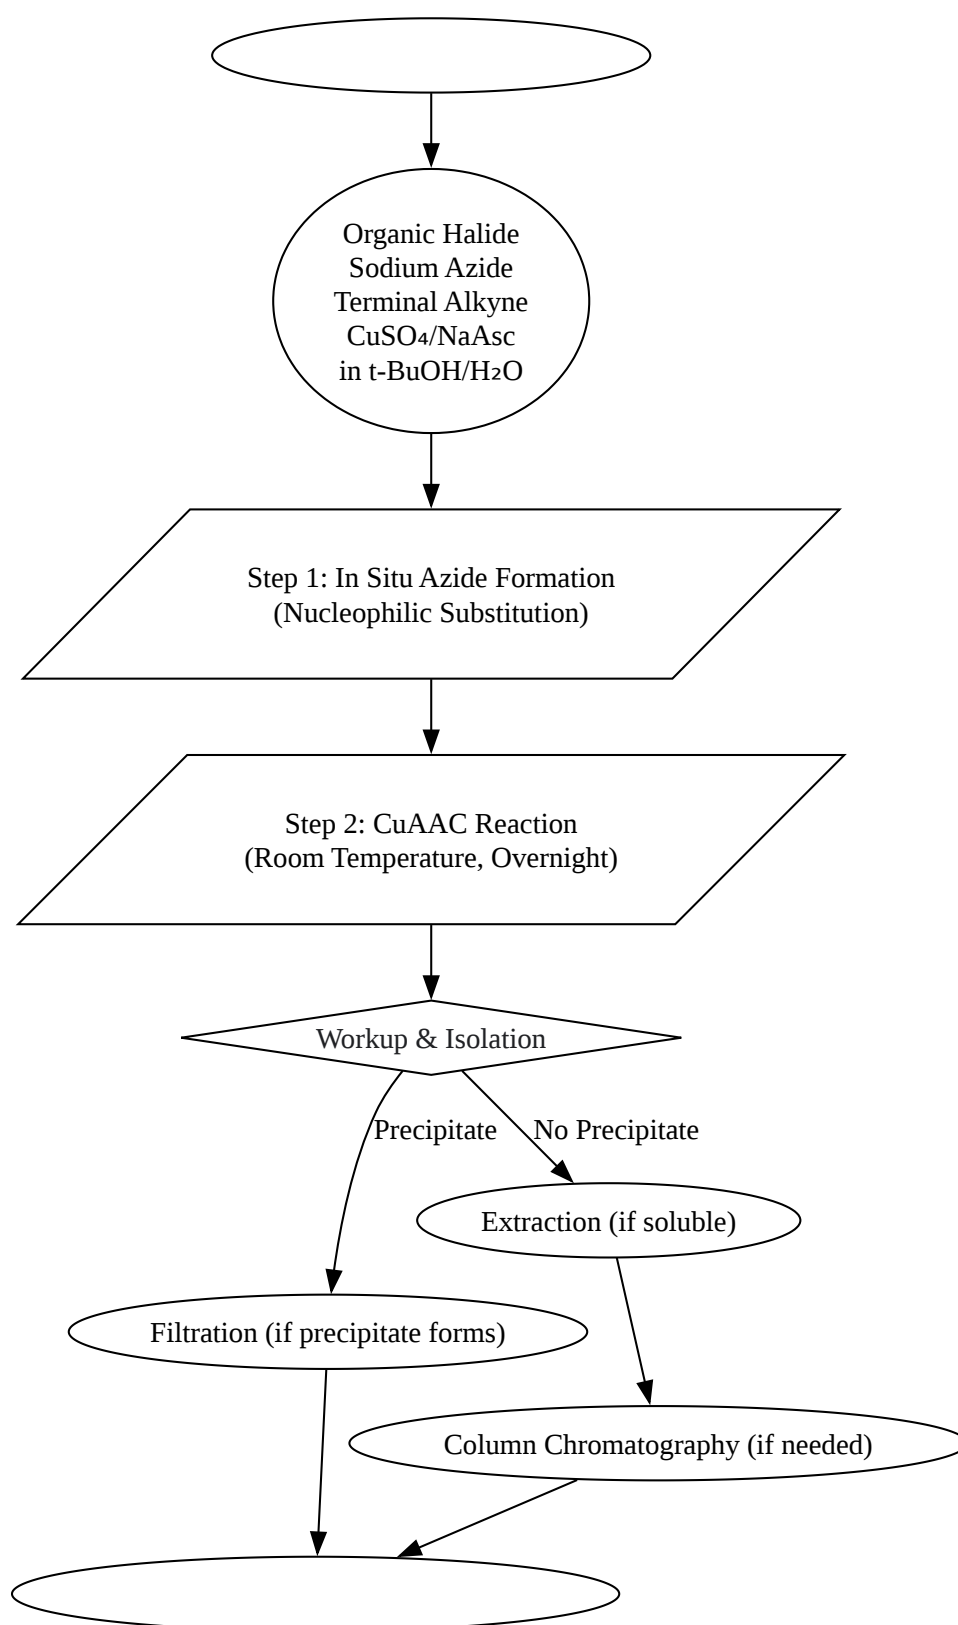 Organic Halide
Sodium Azide
Terminal Alkyne
CuSO₄/NaAsc
in t-BuOH/H₂O
Step 1: In Situ Azide Formation
(Nucleophilic Substitution)
Step 2: CuAAC Reaction
(Room Temperature, Overnight)
Workup & Isolation
Precipitate
No Precipitate
Extraction (if soluble)
Filtration (if precipitate forms)
Column Chromatography (if needed)